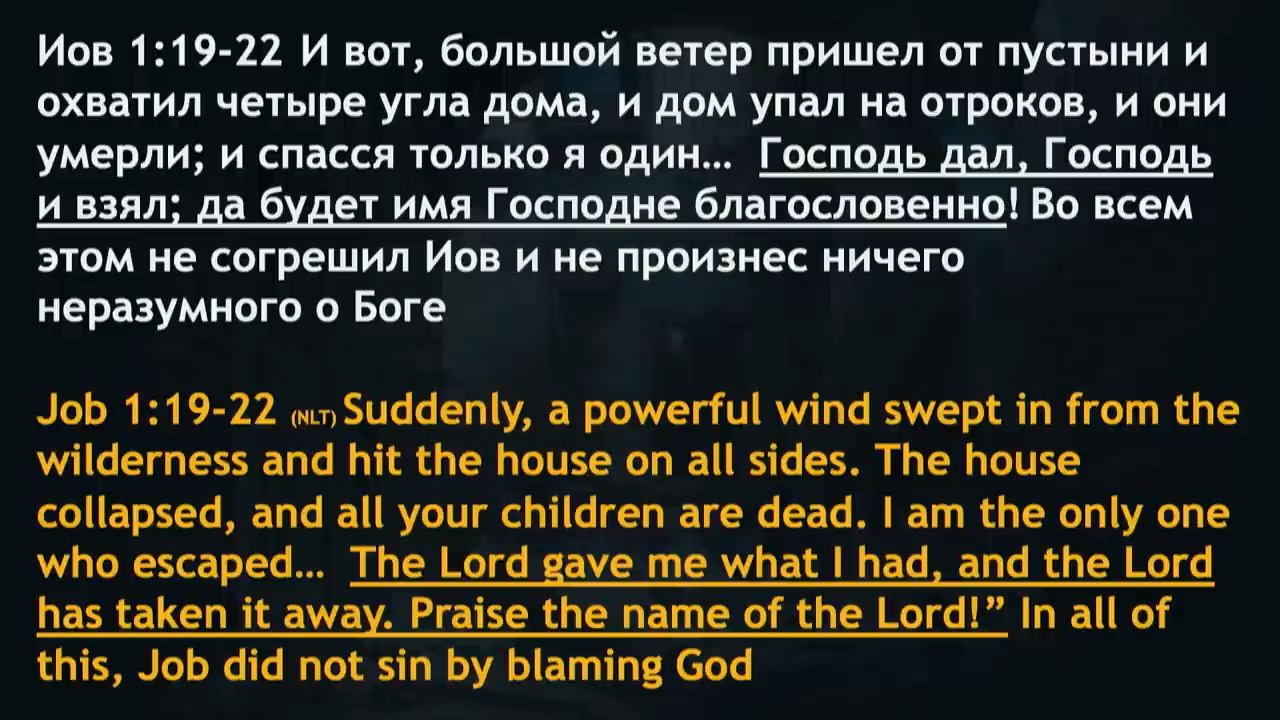 Иов 1:19-22 И вот, большой ветер пришел от пустыни и
охватил четыре угла дома, и дом упал на отроков, и они
умерли; и спасся только я один… Господь дал, Господь
и взял; да будет имя Господне благословенно! Во всем
этом не согрешил Иов и не произнес ничего
неразумного о Боге
Job 1:19-22 (NLT) Suddenly, a powerful wind swept in from the
wilderness and hit the house on all sides. The house
collapsed, and all your children are dead. I am the only one
who escaped… The Lord gave me what I had, and the Lord
has taken it away. Praise the name of the Lord!” In all of
this, Job did not sin by blaming God